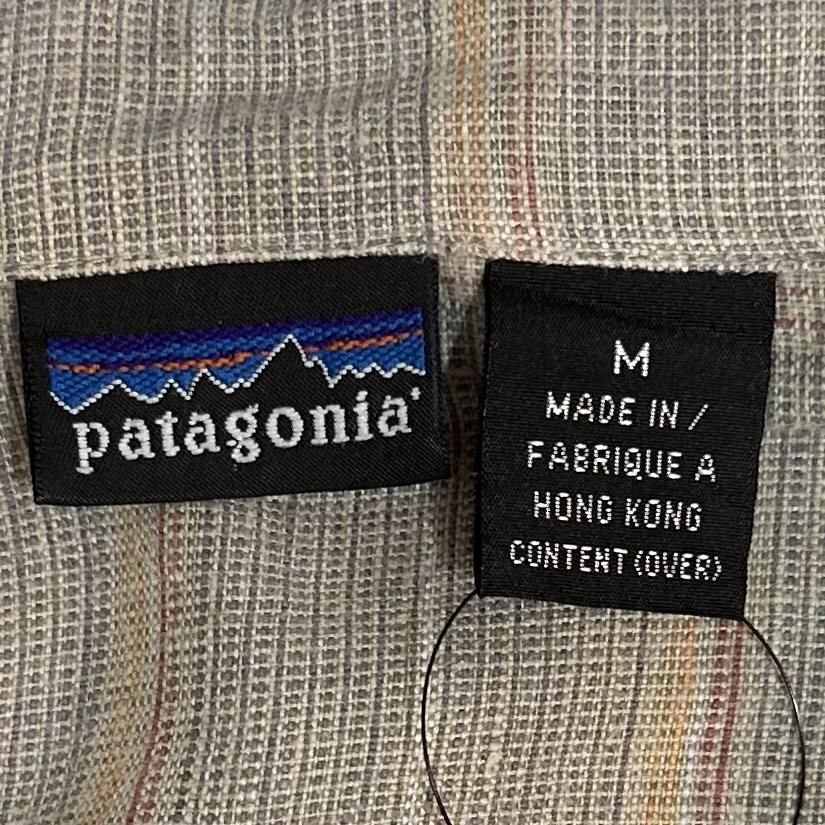 patagonia
M
MADE IN /
FABRIQUE A
HONG KONG
CONTENT (OVER)